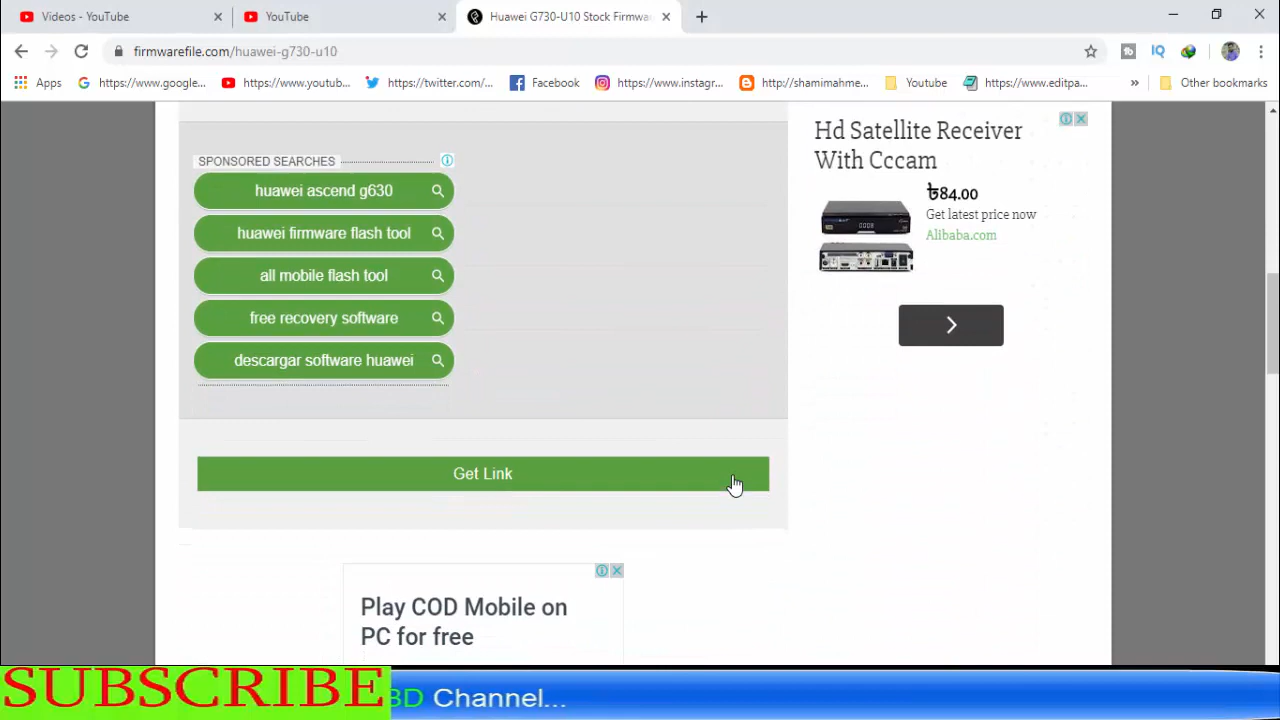 Videos - YouTube
YouTube
Huawei G730-U10 Stock Firmwa
firmwarefile.com/huawei-g730-u10
Apps
https://www.google...
https://www.youtub...
https://twitter.com/...
Facebook
https://www.instagr...
http://shamimahme...
Youtube
https://www.editpa...
Other bookmarks
SPONSORED SEARCHES
huawei ascend g630
huawei firmware flash tool
all mobile flash tool
free recovery software
descargar software huawei
Get Link
Hd Satellite Receiver
With Cccam
৳84.00
Get latest price now
Alibaba.com
Play COD Mobile on
PC for free
SUBSCRIBE
BD Channel...